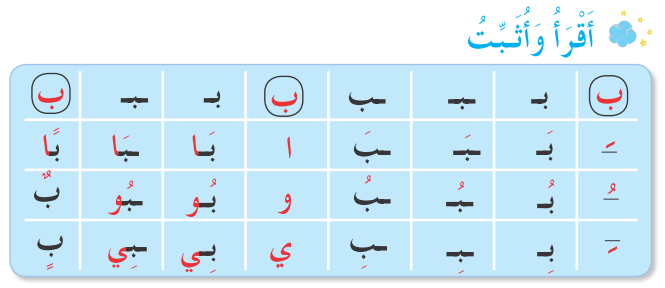 أَقْرَأُ وَأُثَبِّتُ
ب بـ ـبـ ـب ب بـ ـبـ ب
ـَ بَـ ـبَـ ـبَ ا بَـا ـبَـا بًا
ـُ بُـ ـبُـ ـبُ و بُـو ـبُـو بٌ
ـِ بِـ ـبِـ ـبِ ي بِـي ـبِـي بٍ